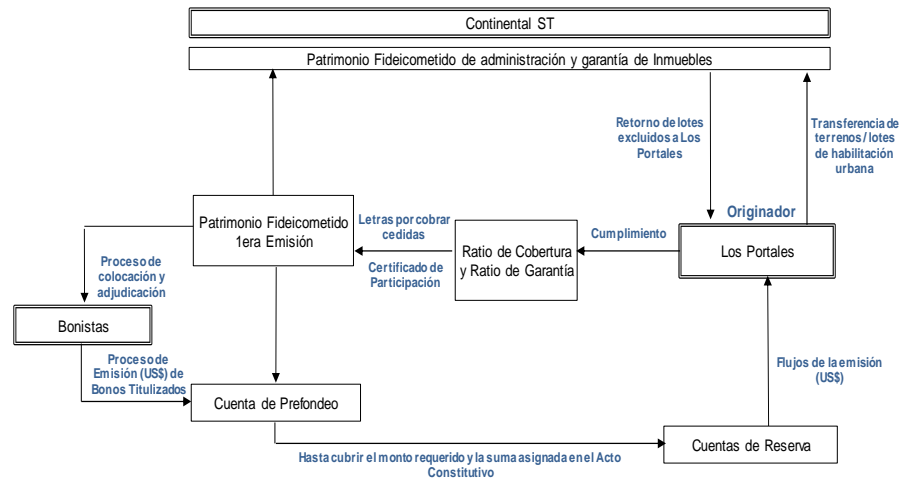 Continental ST
Patrimonio Fideicometido de administración y garantía de Inmuebles
Retorno de lotes
excluidos a Los
Portales
Transferencia de
terrenos / lotes
de habilitación
urbana
Originador
Patrimonio Fideicometido
1era Emisión
Letras por cobrar
cedidas
Certificado de
Participación
Ratio de Cobertura
y Ratio de Garantía
Cumplimiento
Los Portales
Proceso de
colocación y
adjudicación
Bonistas
Proceso de
Emisión (US$) de
Bonos Titulizados
Flujos de la emisión
(US$)
Cuenta de Prefondeo
Cuentas de Reserva
Hasta cubrir el monto requerido y la suma asignada en el Acto
Constitutivo